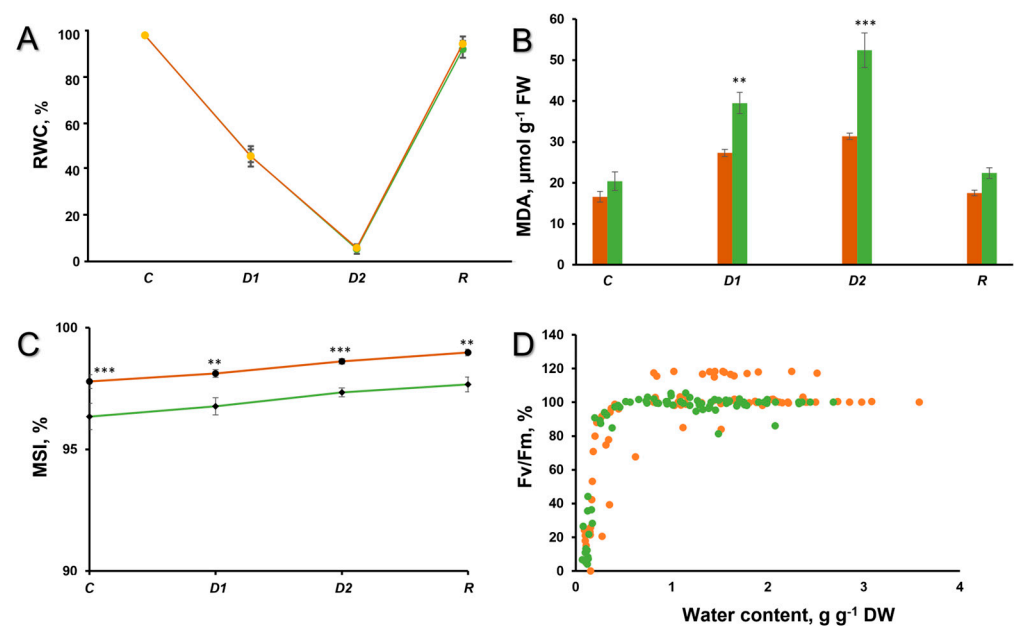 A
RWC, %
100
80
60
40
20
0
C
D1
D2
R
B
MDA, µmol g⁻¹ FW
60
50
40
30
20
10
0
**
***
C
D1
D2
R
C
MSI, %
100
95
90
***
**
***
**
C
D1
D2
R
D
Fv/Fm, %
140
120
100
80
60
40
20
0
0
1
2
3
4
Water content, g g⁻¹ DW